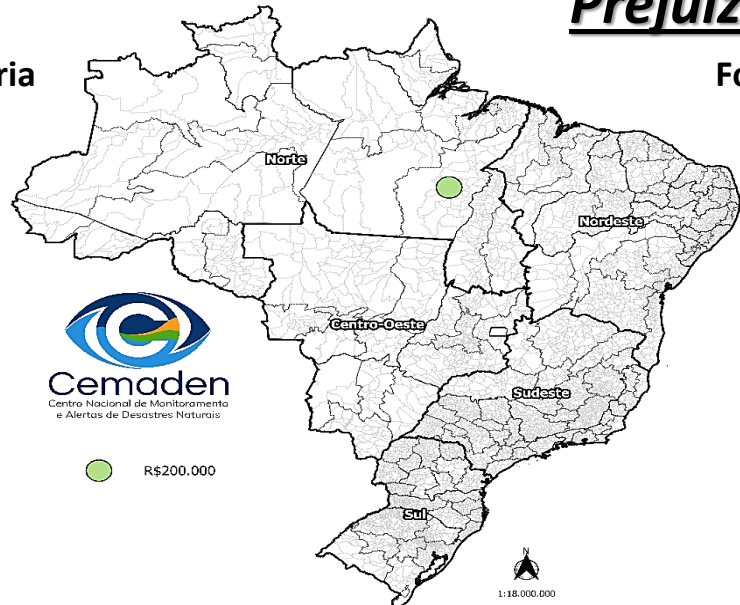 Prejuíz
ria
Fo
Norte
Nordeste
Centro-Oeste
Cemaden
Centro Nacional de Monitoramento
e Alertas de Desastres Naturais
Sudeste
R$200.000
Sul
N
1:18.000.000